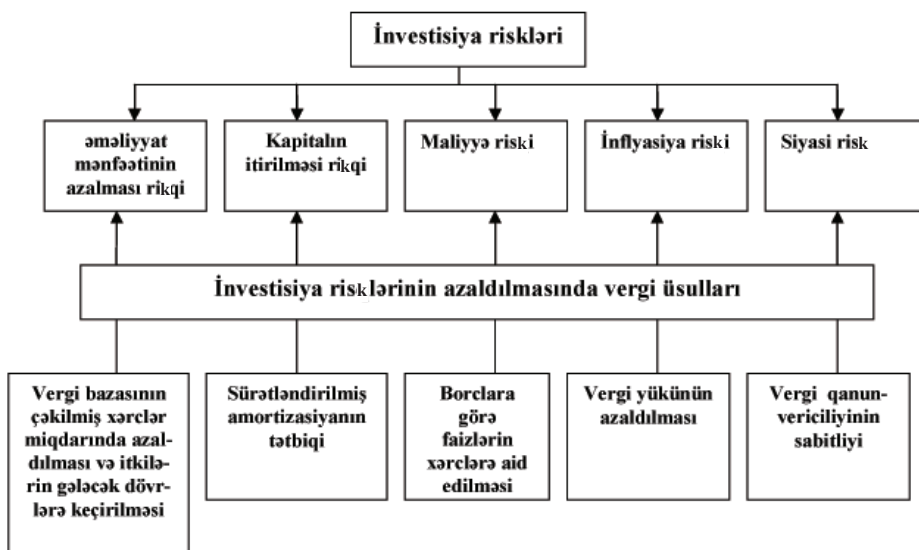 İnvestisiya riskləri
əməliyyat
mənfəətinin
azalması rikqi
Kapitalın
itirilməsi rikqi
Maliyyə riski
İnflyasiya riski
Siyasi risk
İnvestisiya risklərinin azaldılmasında vergi üsulları
Vergi bazasının
çəkilmiş xərclər
miqdarında azal-
dılması və itkilə-
rin gələcək dövr-
lərə keçirilməsi
Sürətləndirilmiş
amortizasiyanın
tətbiqi
Borclara
görə
faizlərin
xərclərə aid
edilməsi
Vergi yükünün
azaldılması
Vergi qanun-
vericiliyinin
sabitliyi